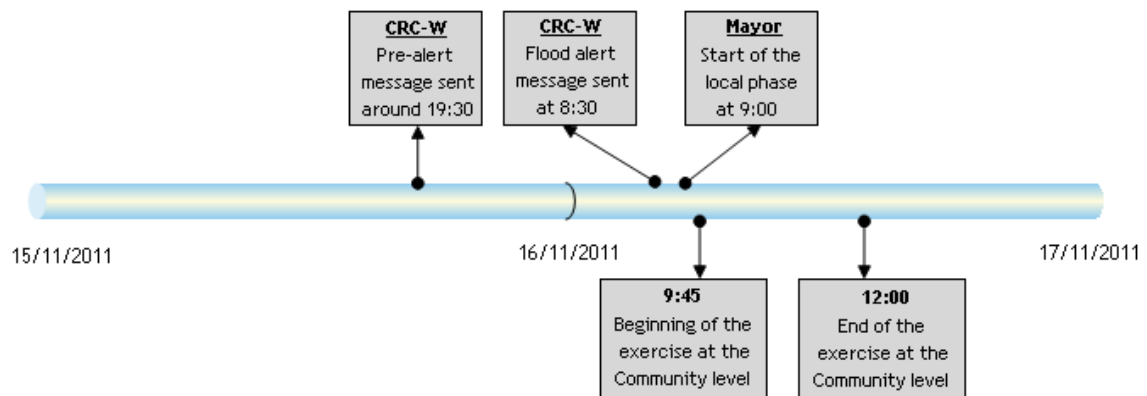 CRC-W
Pre-alert
message sent
around 19:30
CRC-W
Flood alert
message sent
at 8:30
Mayor
Start of the
local phase
at 9:00
15/11/2011
16/11/2011
17/11/2011
9:45
Beginning of the
exercise at the
Community level
12:00
End of the
exercise at the
Community level